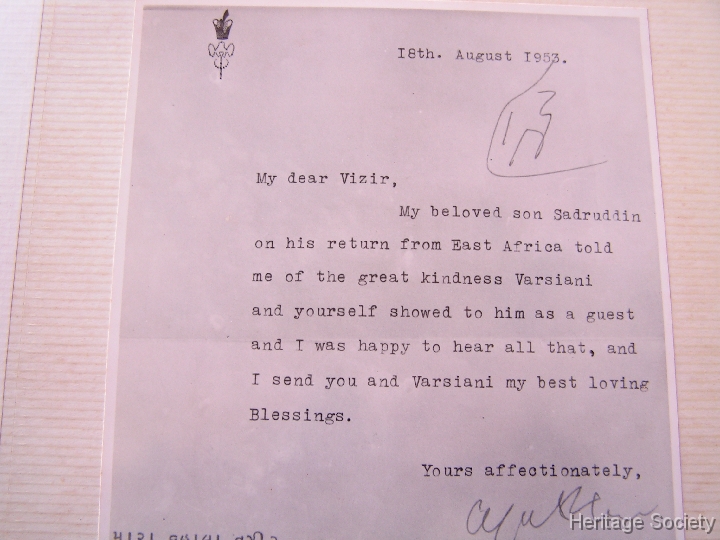 18th. August 1953.
My dear Vizir,
My beloved son Sadruddin
on his return from East Africa told
me of the great kindness Varsiani
and yourself showed to him as a guest
and I was happy to hear all that, and
I send you and Varsiani my best loving
Blessings.
Yours affectionately,
Heritage Society